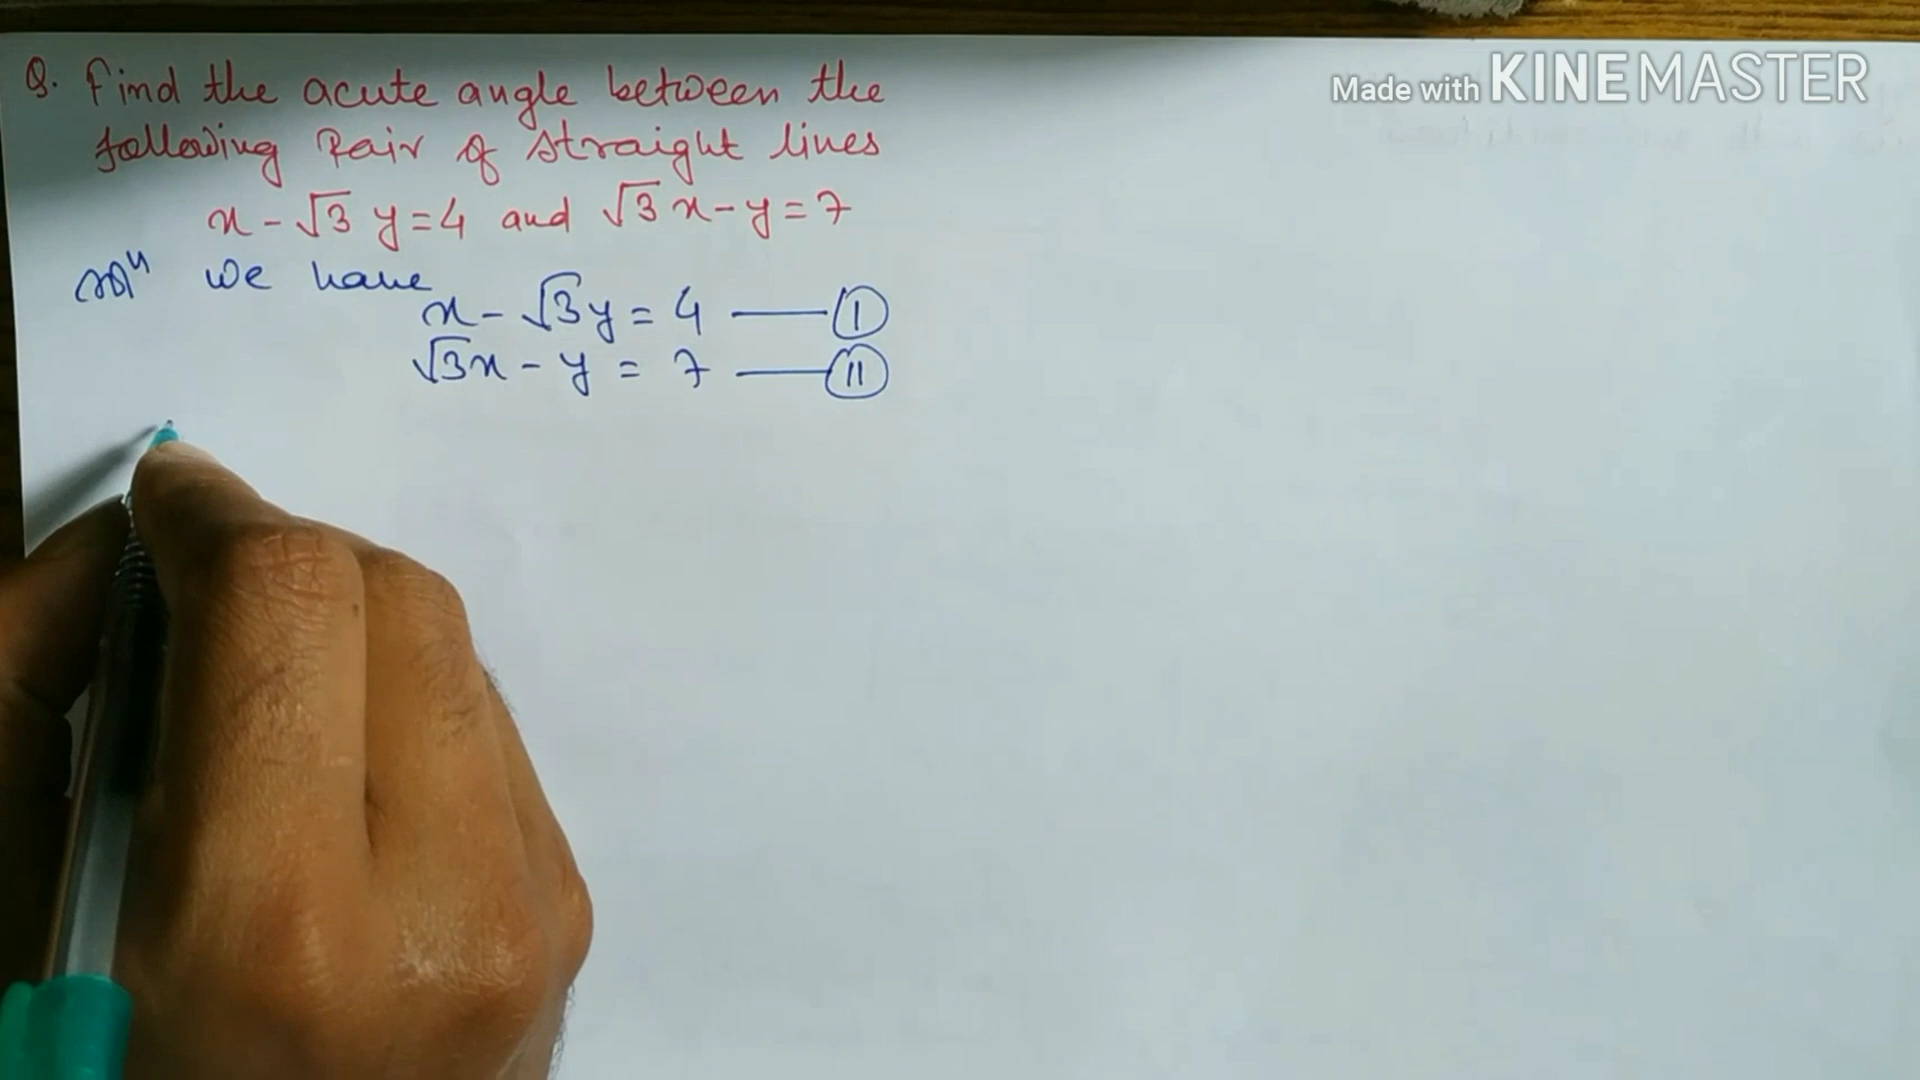 Q. Find the acute angle between the
following Pair of straight lines
x - √3 y = 4 and √3 x - y = 7
Solⁿ We have
x - √3y = 4 —— (I)
√3x - y = 7 —— (II)
Made with KINEMASTER